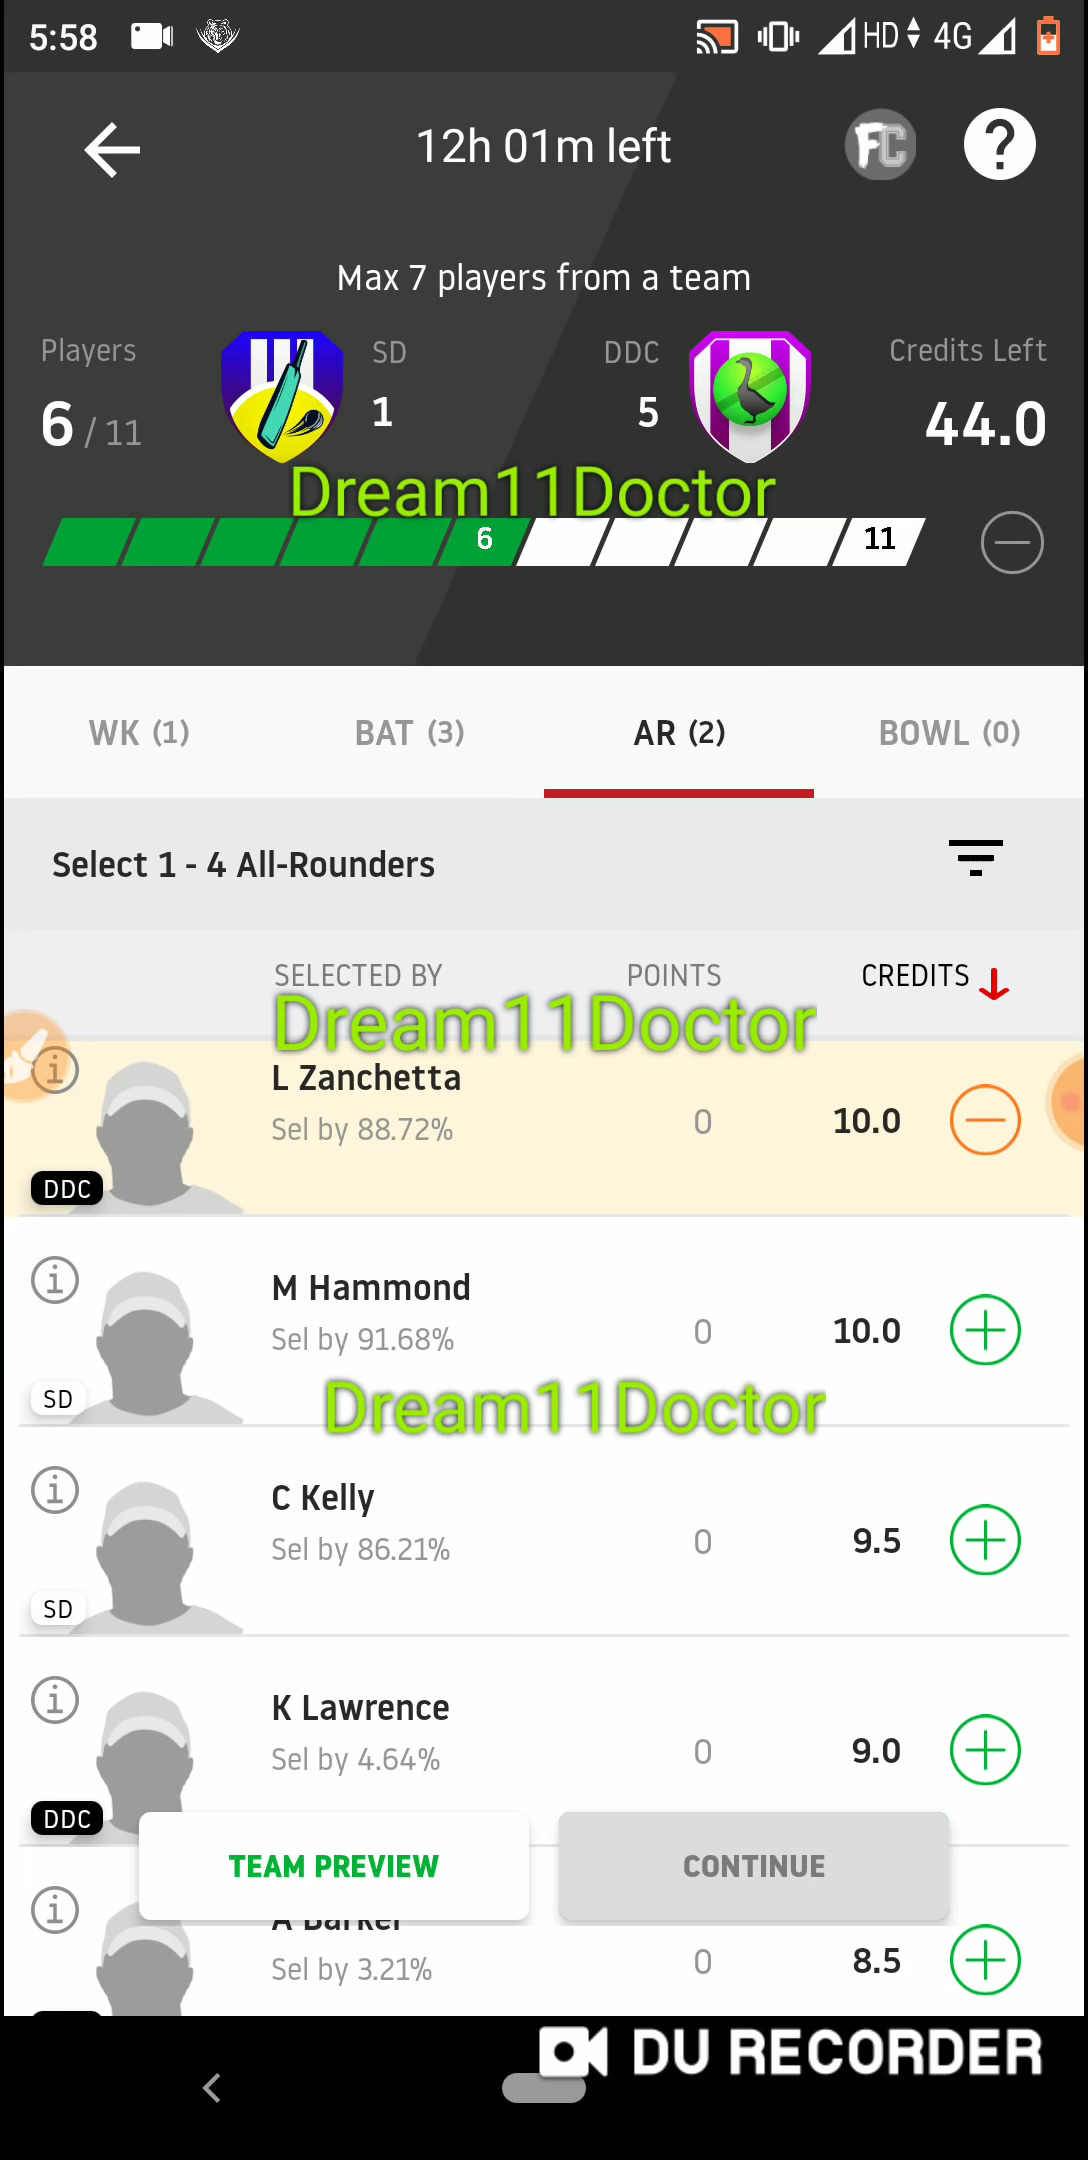 5:58
HD 4G
12h 01m left
FC
?
Max 7 players from a team
Players SD DDC Credits Left
6 / 11 1 5 44.0
Dream11Doctor
6 11
WK (1) BAT (3) AR (2) BOWL (0)
Select 1 - 4 All-Rounders
SELECTED BY POINTS CREDITS
Dream11Doctor
L Zanchetta
Sel by 88.72% 0 10.0
DDC
M Hammond
Sel by 91.68% 0 10.0
SD
Dream11Doctor
C Kelly
Sel by 86.21% 0 9.5
SD
K Lawrence
Sel by 4.64% 0 9.0
DDC
TEAM PREVIEW CONTINUE
A Barker
Sel by 3.21% 0 8.5
DU RECORDER